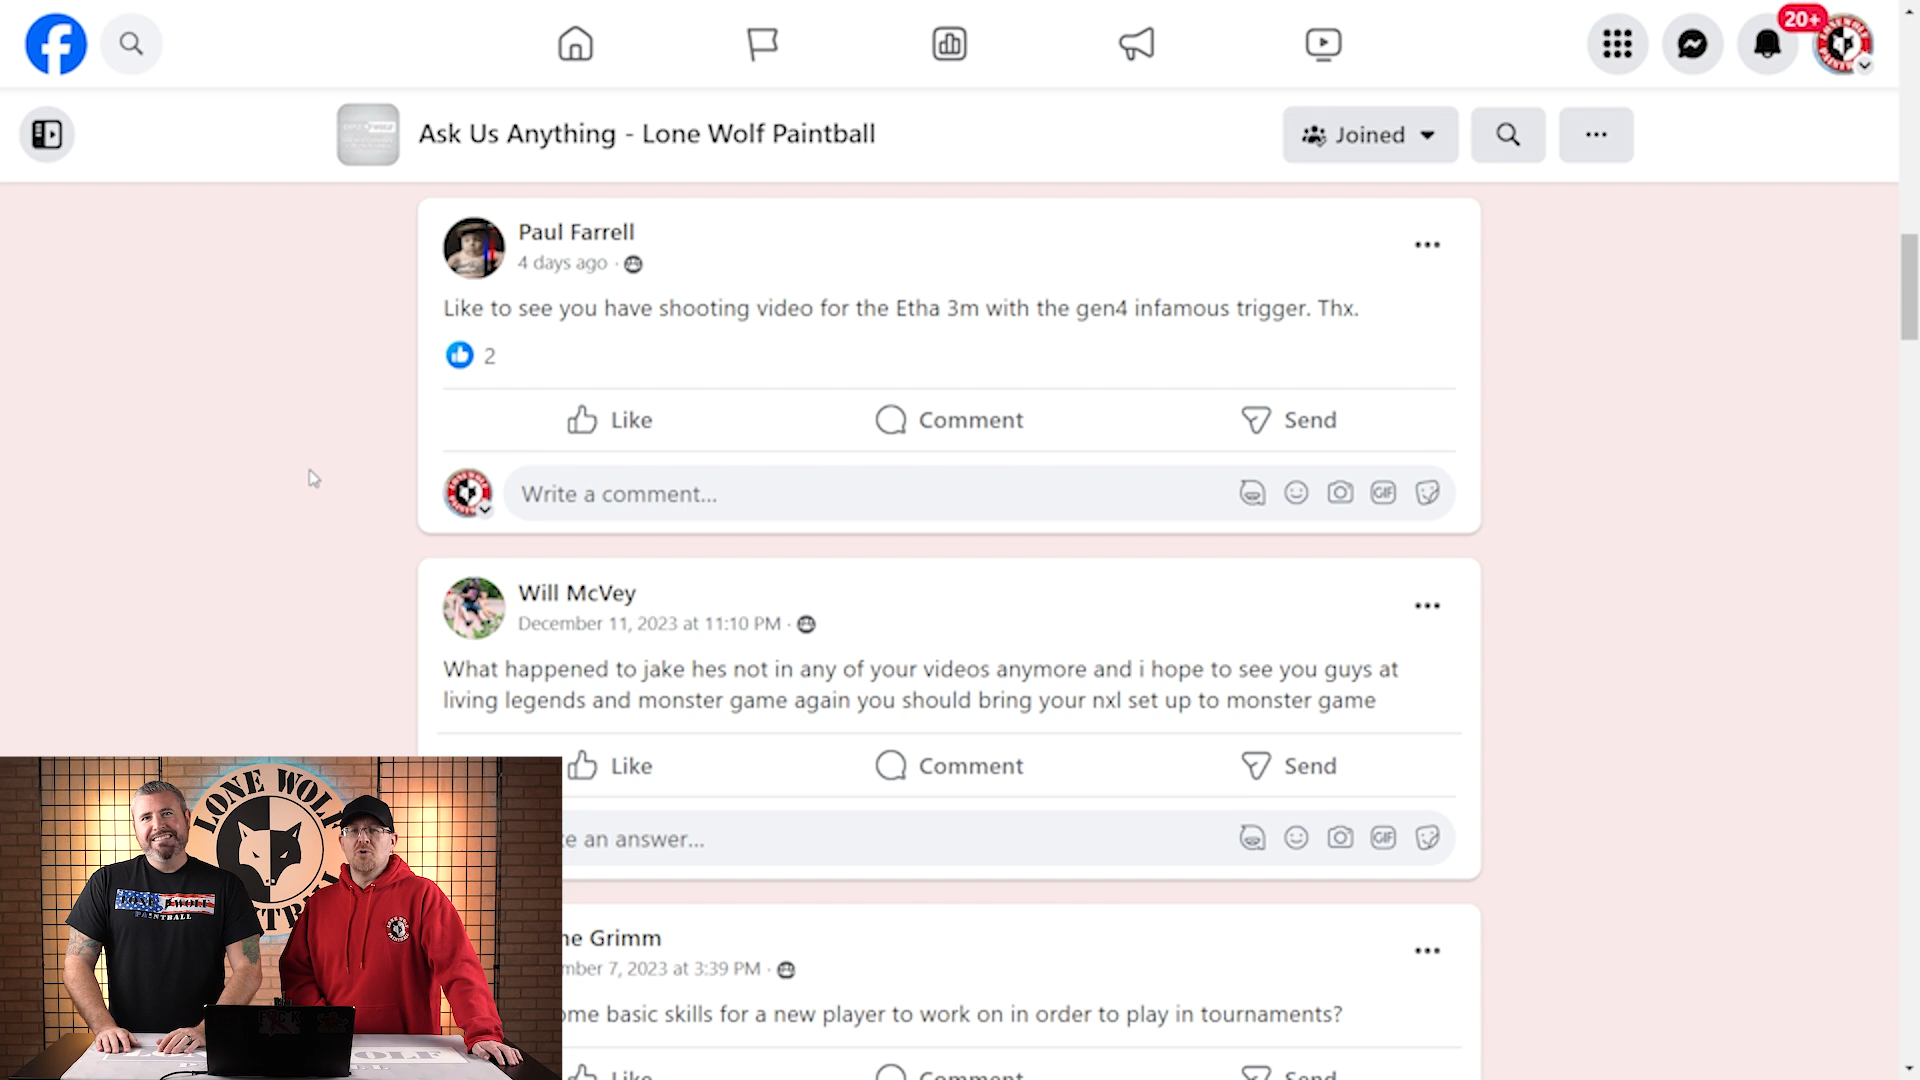 20+
Ask Us Anything - Lone Wolf Paintball
Joined
Paul Farrell
4 days ago ·
Like to see you have shooting video for the Etha 3m with the gen4 infamous trigger. Thx.
2
Like Comment Send
Write a comment...
GIF
Will McVey
December 11, 2023 at 11:10 PM ·
What happened to jake hes not in any of your videos anymore and i hope to see you guys at
living legends and monster game again you should bring your nxl set up to monster game
Like Comment Send
e an answer...
GIF
ne Grimm
mber 7, 2023 at 3:39 PM ·
ome basic skills for a new player to work on in order to play in tournaments?
Like Comment Send
LONE WOLF
LONE WOLF
PAINTBALL